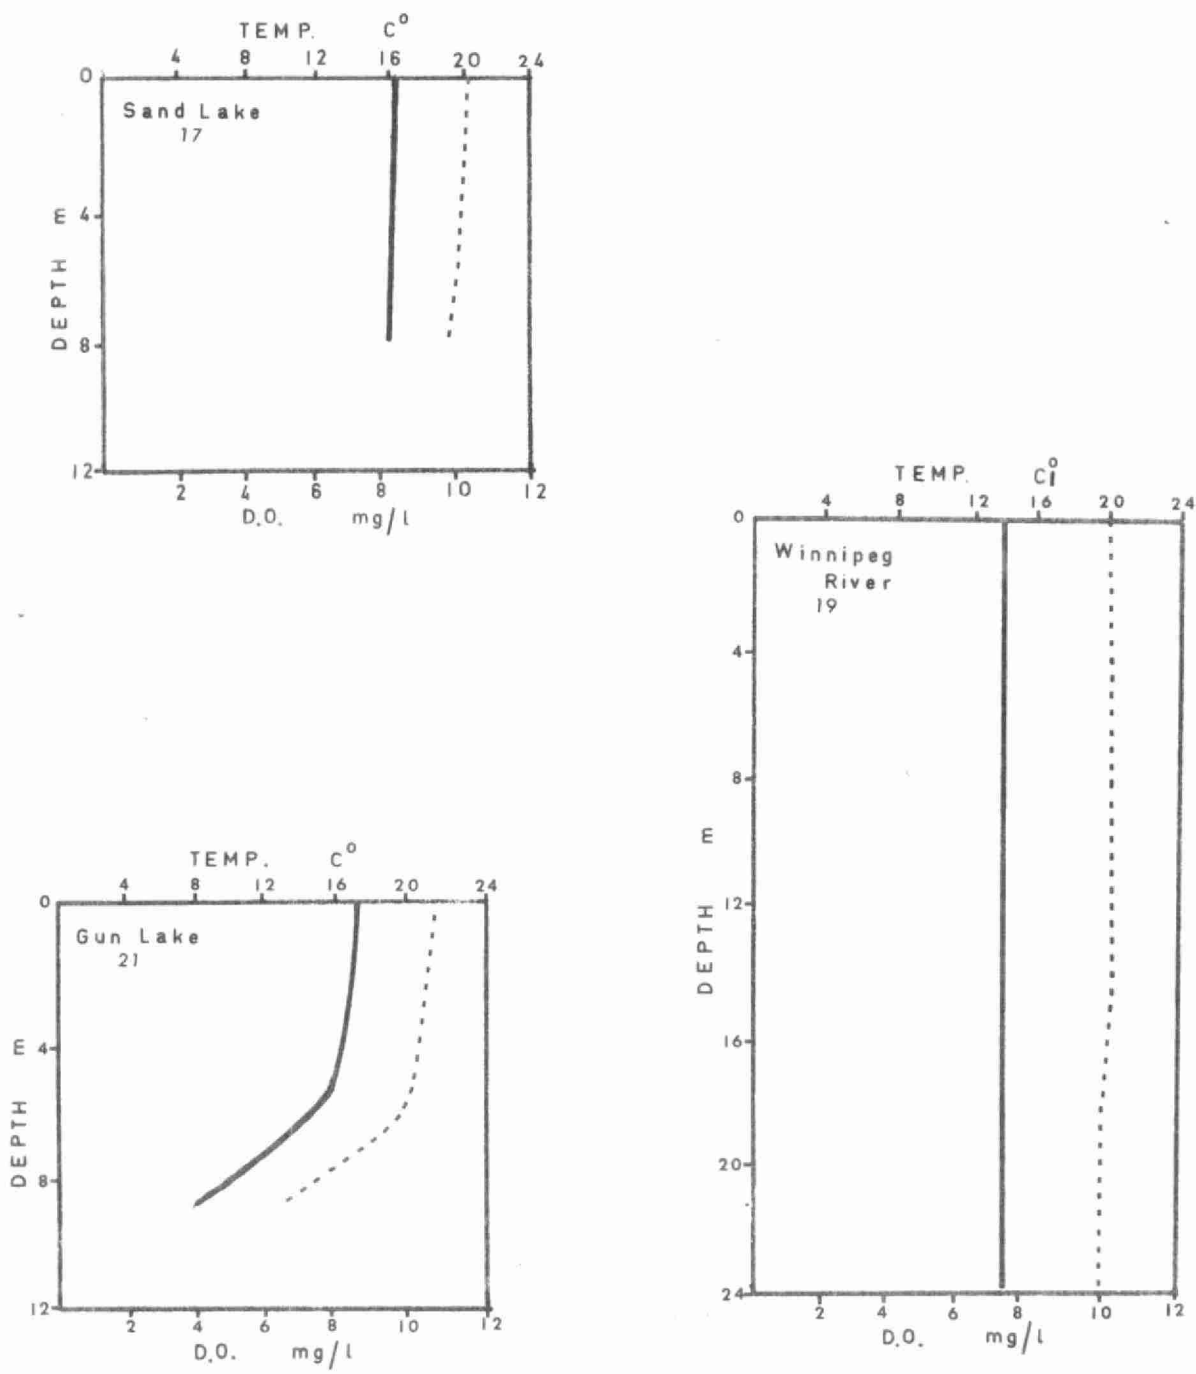 TEMP. C°
4 8 12 16 20 24
0
Sand Lake
17
4
8
12
DEPTH m
2 4 6 8 10 12
D.O. mg/l
TEMP. C°
4 8 12 16 20 24
0
Winnipeg
River
19
4
8
12
16
20
24
DEPTH m
2 4 6 8 10 12
D.O. mg/l
TEMP. C°
4 8 12 16 20 24
0
Gun Lake
21
4
8
12
DEPTH m
2 4 6 8 10 12
D.O. mg/l